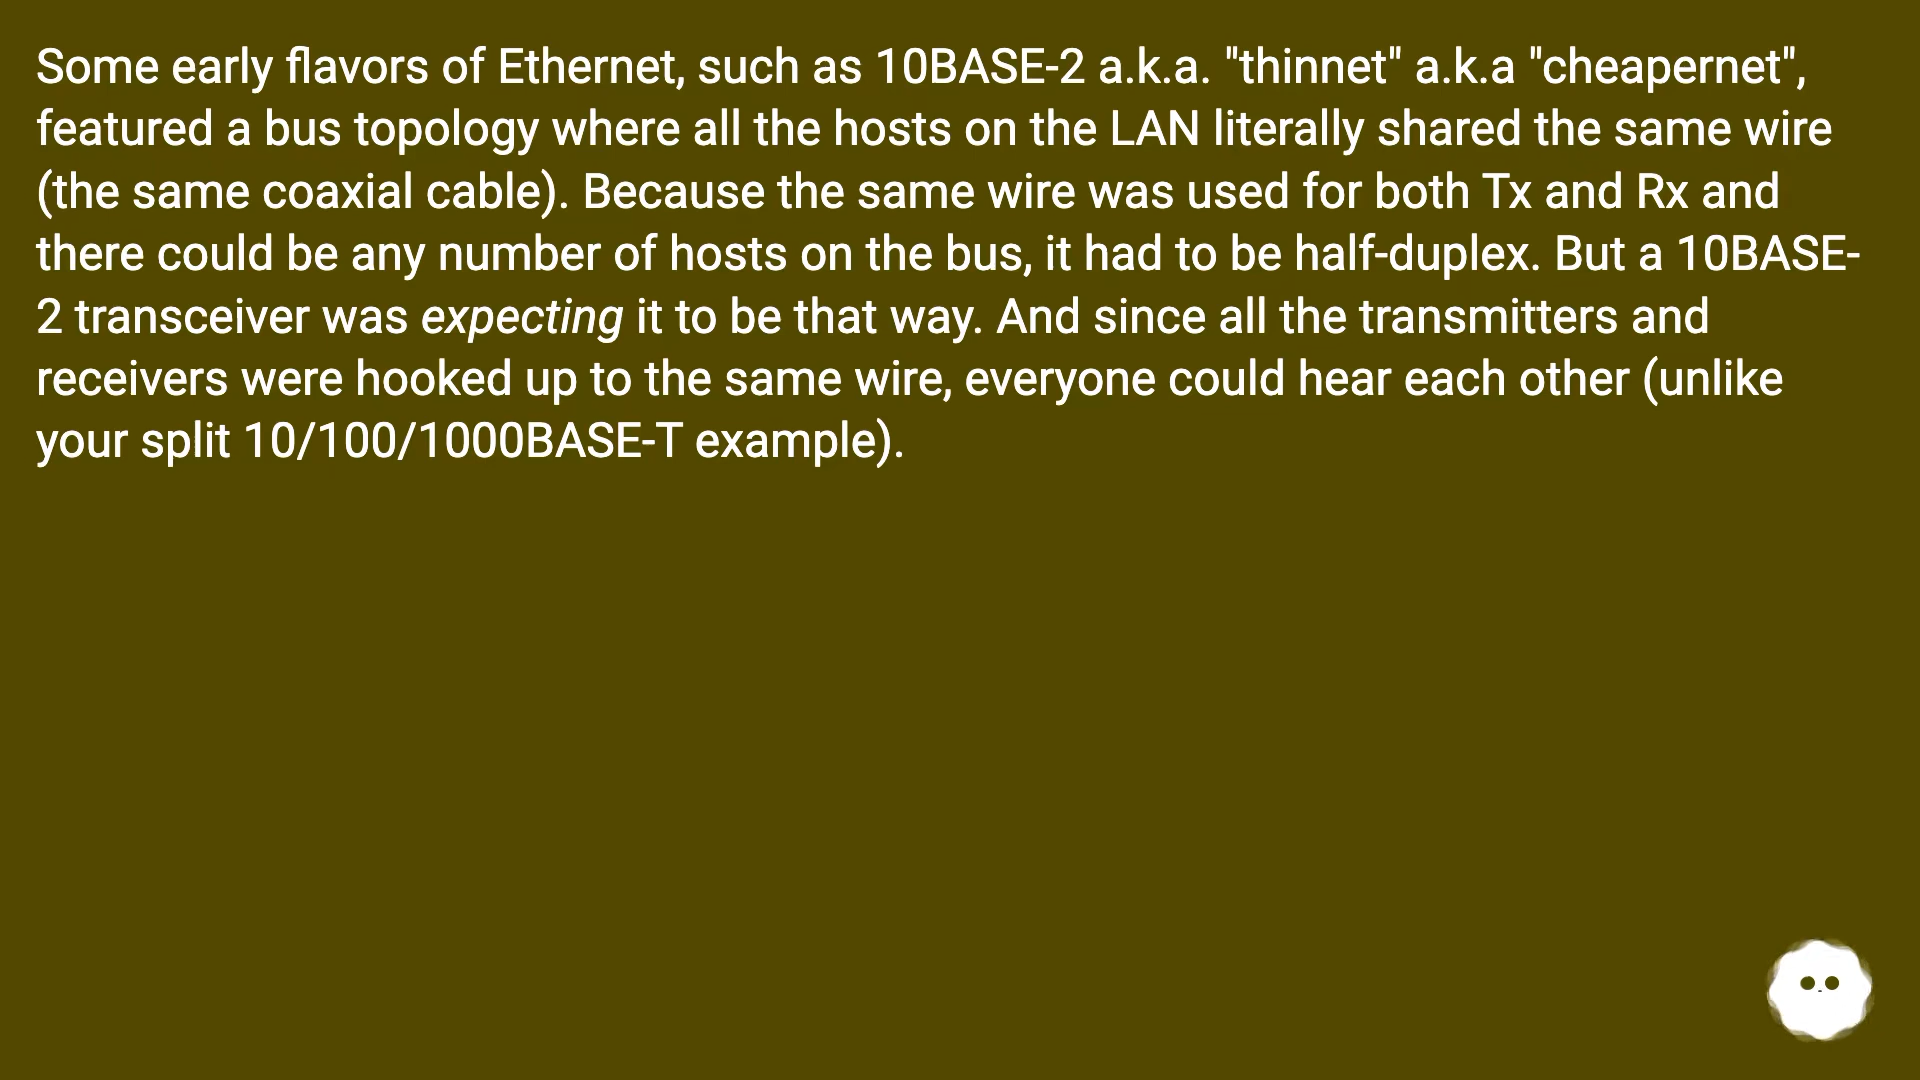 Some early flavors of Ethernet, such as 10BASE-2 a.k.a. "thinnet" a.k.a "cheapernet",
featured a bus topology where all the hosts on the LAN literally shared the same wire
(the same coaxial cable). Because the same wire was used for both Tx and Rx and
there could be any number of hosts on the bus, it had to be half-duplex. But a 10BASE-
2 transceiver was expecting it to be that way. And since all the transmitters and
receivers were hooked up to the same wire, everyone could hear each other (unlike
your split 10/100/1000BASE-T example).